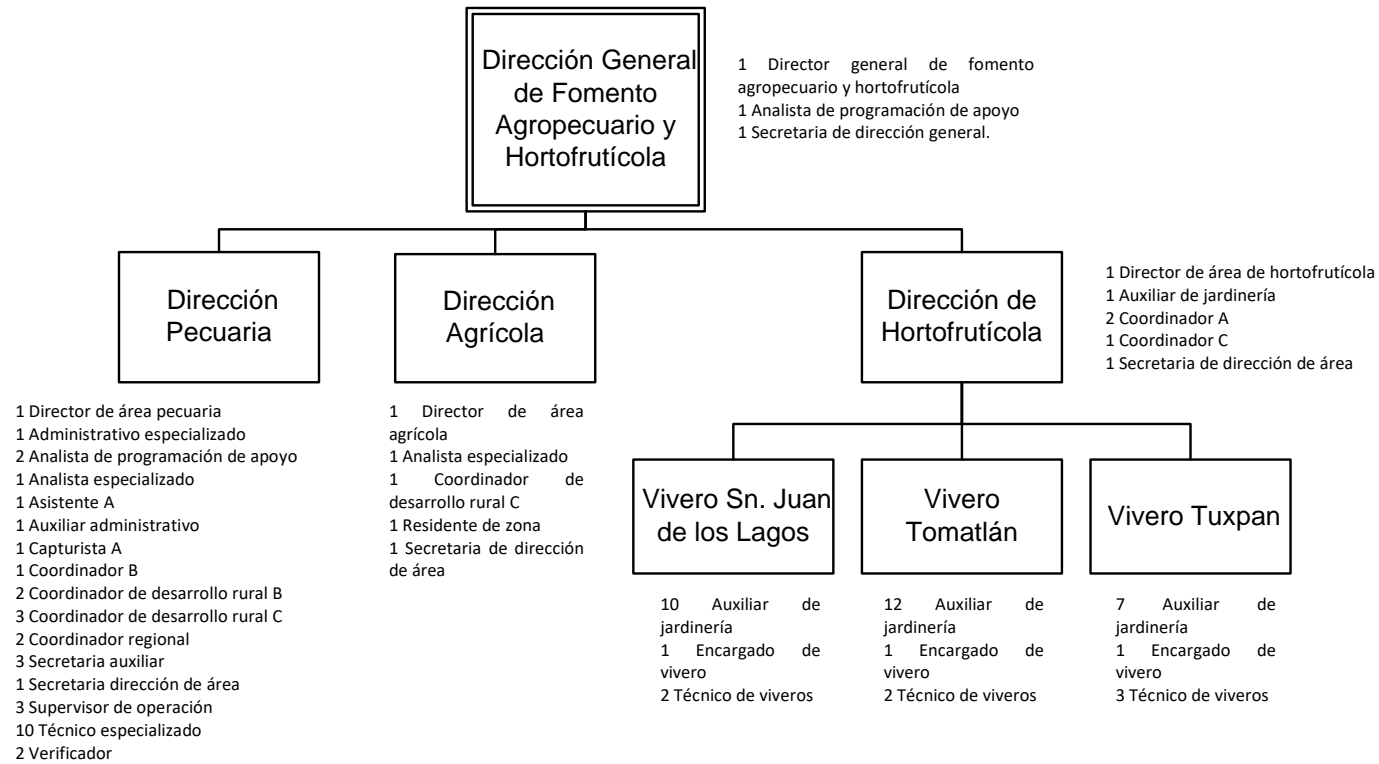 Dirección General
de Fomento
Agropecuario y
Hortofrutícola
1 Director general de fomento
agropecuario y hortofrutícola
1 Analista de programación de apoyo
1 Secretaria de dirección general.
Dirección
Pecuaria
Dirección
Agrícola
Dirección de
Hortofrutícola
1 Director de área de hortofrutícola
1 Auxiliar de jardinería
2 Coordinador A
1 Coordinador C
1 Secretaria de dirección de área
1 Director de área pecuaria
1 Administrativo especializado
2 Analista de programación de apoyo
1 Analista especializado
1 Asistente A
1 Auxiliar administrativo
1 Capturista A
1 Coordinador B
2 Coordinador de desarrollo rural B
3 Coordinador de desarrollo rural C
2 Coordinador regional
3 Secretaria auxiliar
1 Secretaria dirección de área
3 Supervisor de operación
10 Técnico especializado
2 Verificador
1 Director de área
agrícola
1 Analista especializado
1 Coordinador de
desarrollo rural C
1 Residente de zona
1 Secretaria de dirección
de área
Vivero Sn. Juan
de los Lagos
Vivero
Tomatlán
Vivero Tuxpan
10 Auxiliar de
jardinería
1 Encargado de
vivero
2 Técnico de viveros
12 Auxiliar de
jardinería
1 Encargado de
vivero
2 Técnico de viveros
7 Auxiliar de
jardinería
1 Encargado de
vivero
3 Técnico de viveros